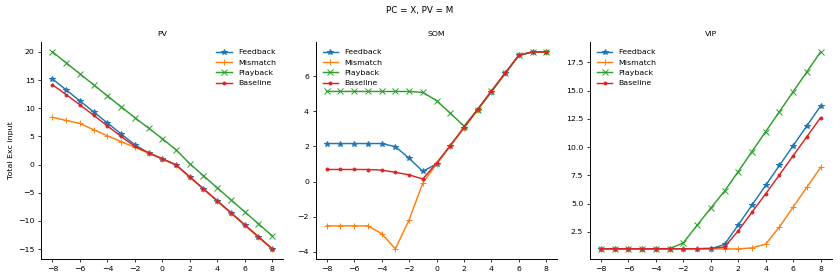 PC = X, PV = M
PV
SOM
VIP
Total Exc Input
20
15
10
5
0
−5
−10
−15
−8
−6
−4
−2
0
2
4
6
8
Feedback
Mismatch
Playback
Baseline
6
4
2
0
−2
−4
−8
−6
−4
−2
0
2
4
6
8
Feedback
Mismatch
Playback
Baseline
17.5
15.0
12.5
10.0
7.5
5.0
2.5
−8
−6
−4
−2
0
2
4
6
8
Feedback
Mismatch
Playback
Baseline